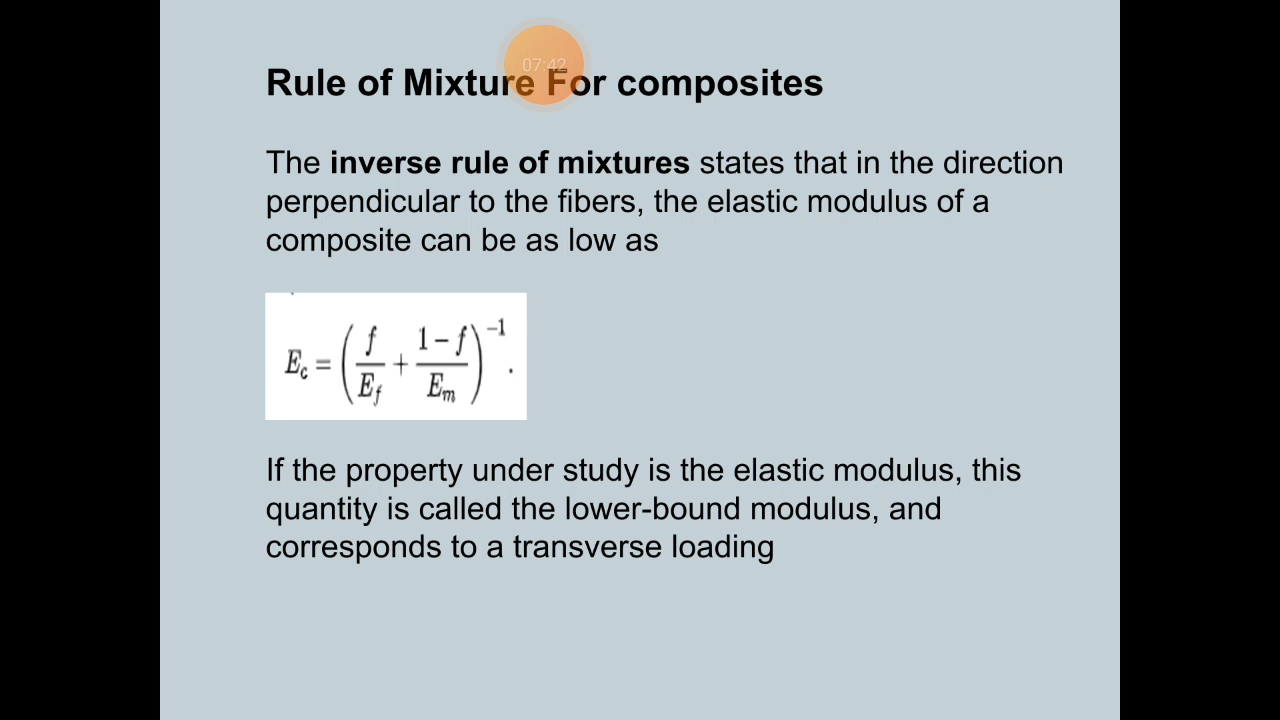 07:42
Rule of Mixture For composites
The inverse rule of mixtures states that in the direction
perpendicular to the fibers, the elastic modulus of a
composite can be as low as
E_c = (f/E_f + (1 − f)/E_m)^−1.
If the property under study is the elastic modulus, this
quantity is called the lower-bound modulus, and
corresponds to a transverse loading